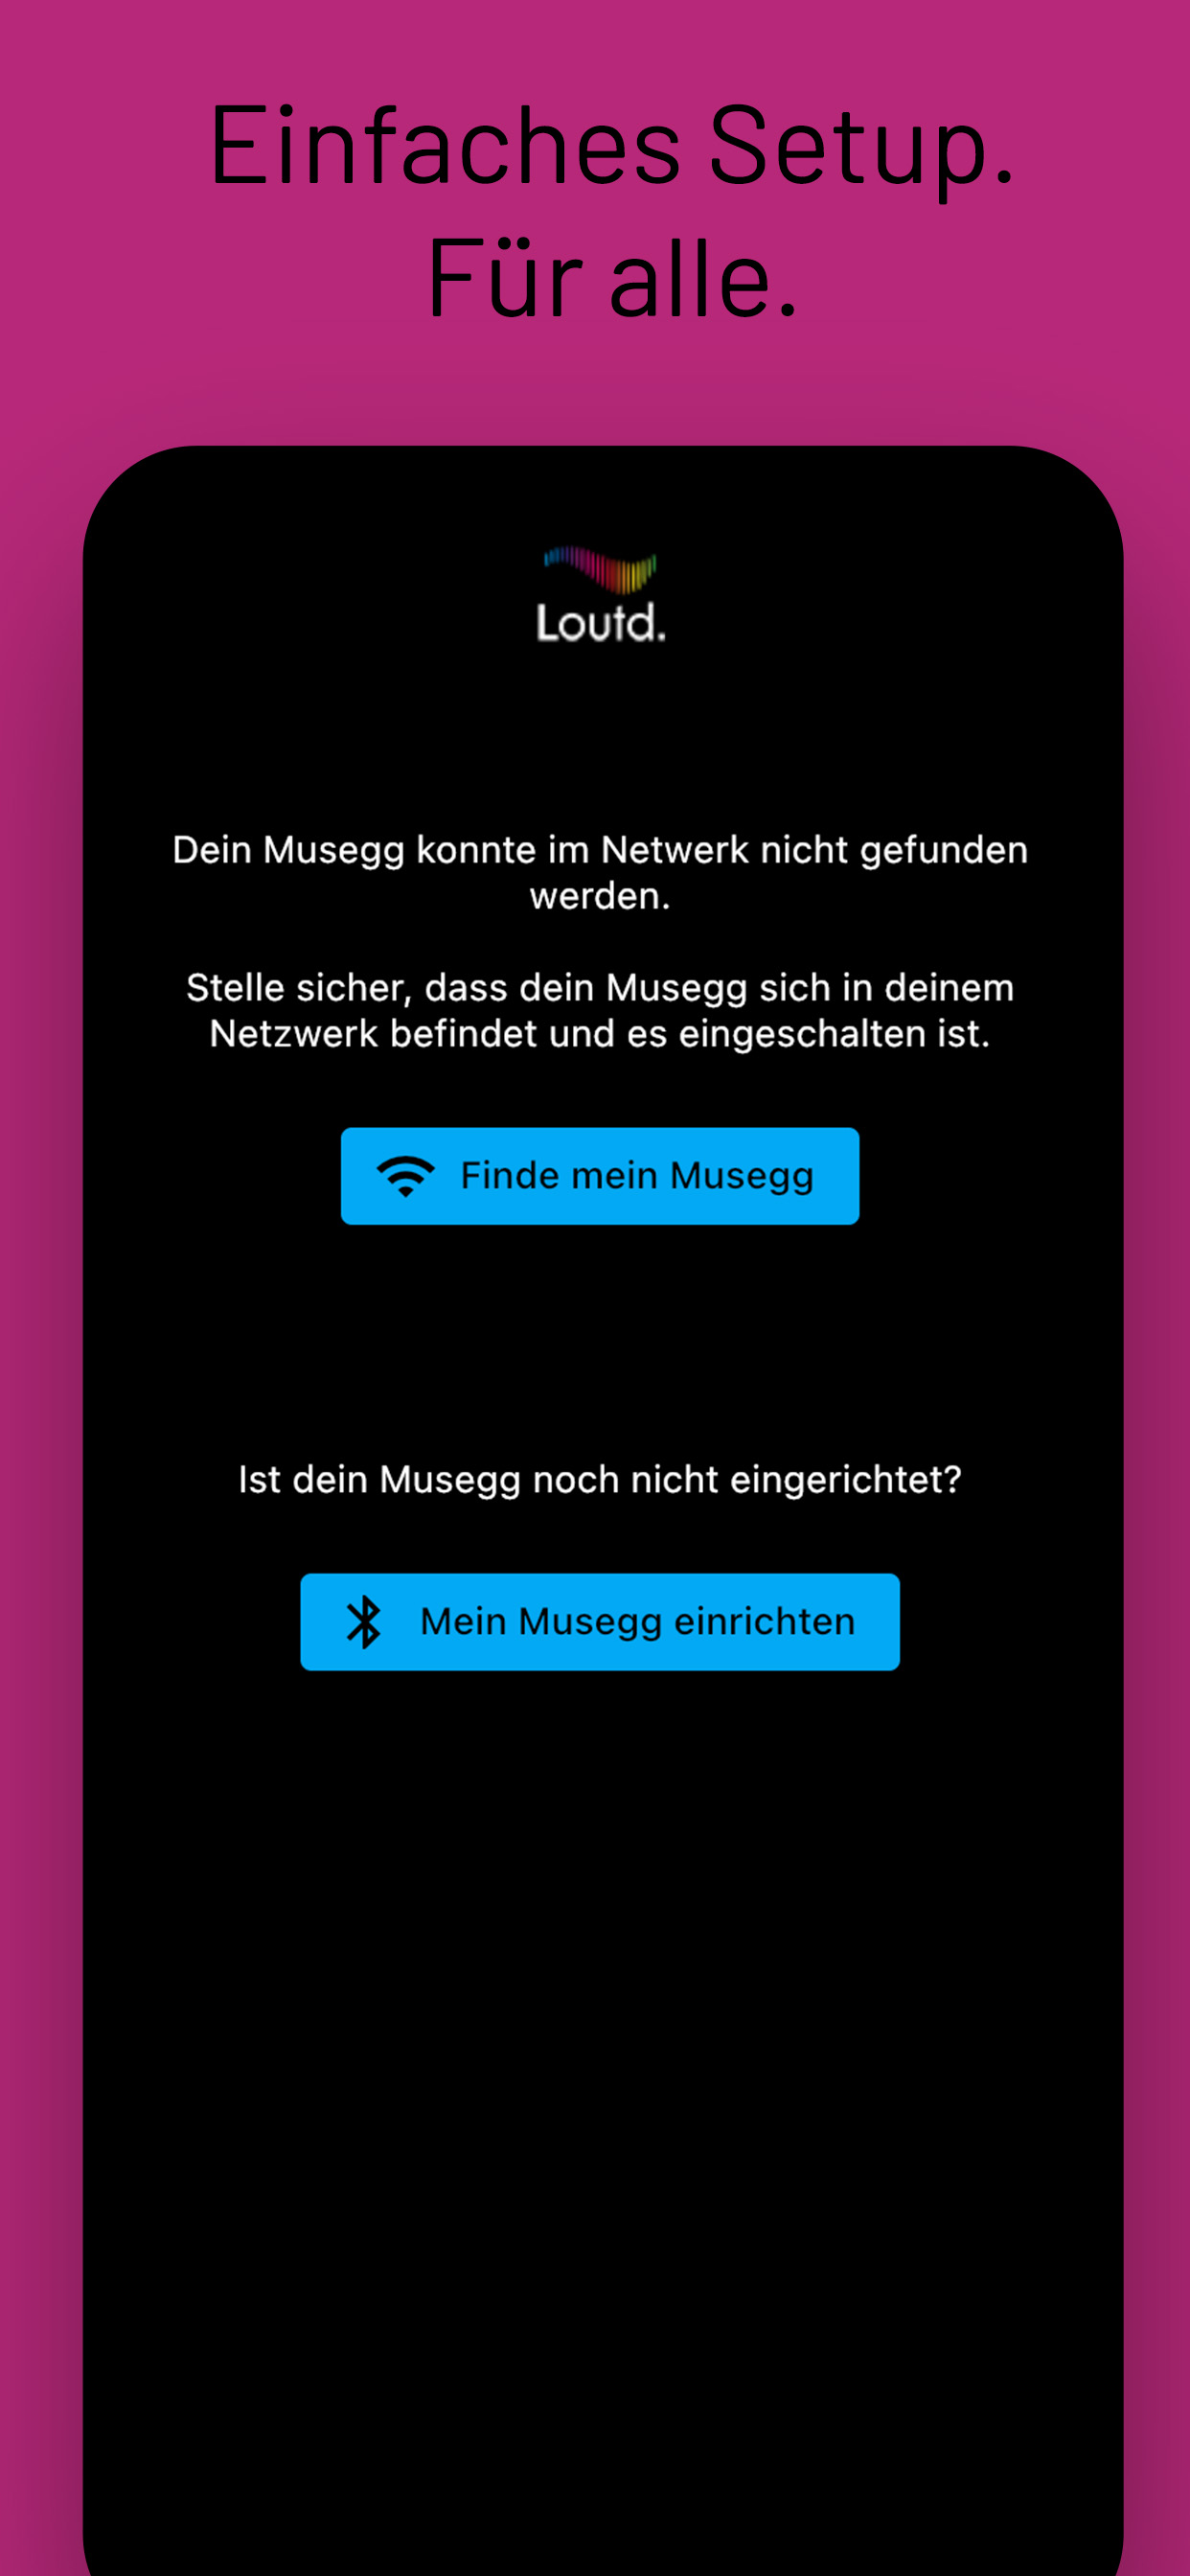 Einfaches Setup.
Für alle.
Loutd.
Dein Musegg konnte im Netwerk nicht gefunden
werden.
Stelle sicher, dass dein Musegg sich in deinem
Netzwerk befindet und es eingeschalten ist.
Finde mein Musegg
Ist dein Musegg noch nicht eingerichtet?
Mein Musegg einrichten